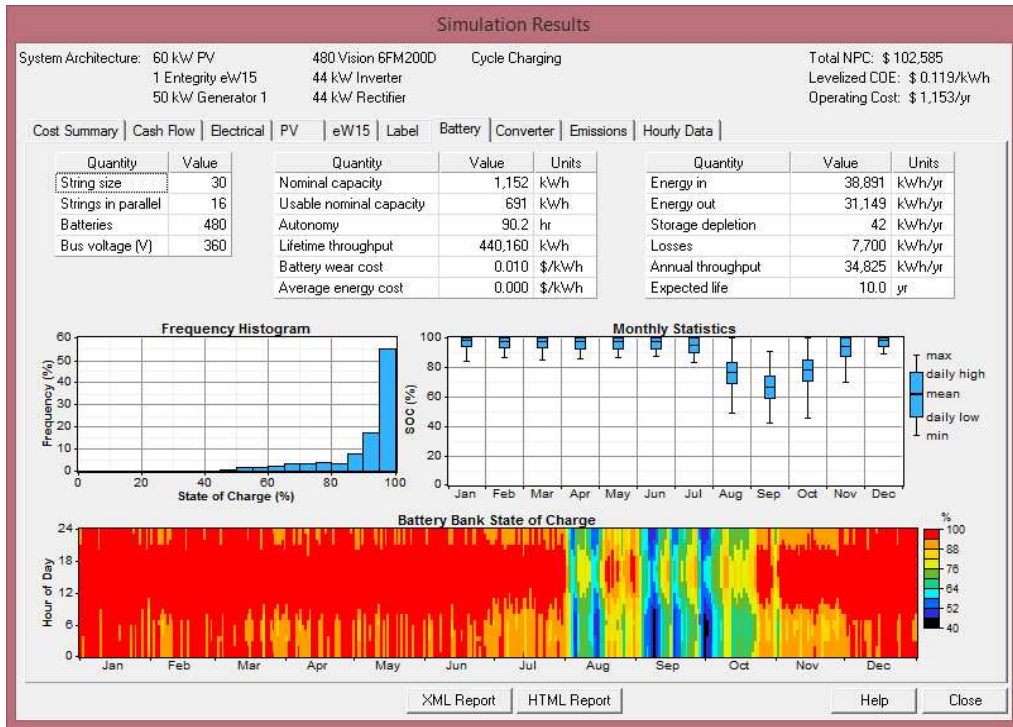 Simulation Results
System Architecture: 60 kW PV 480 Vision 6FM200D Cycle Charging Total NPC: $ 102,585
1 Entegrity eW15 44 kW Inverter Levelized COE: $ 0.119/kWh
50 kW Generator 1 44 kW Rectifier Operating Cost: $ 1,153/yr
Cost Summary Cash Flow Electrical PV eW15 Label Battery Converter Emissions Hourly Data
Quantity Value
String size 30
Strings in parallel 16
Batteries 480
Bus voltage (V) 360
Quantity Value Units
Nominal capacity 1,152 kWh
Usable nominal capacity 691 kWh
Autonomy 90.2 hr
Lifetime throughput 440,160 kWh
Battery wear cost 0.010 $/kWh
Average energy cost 0.000 $/kWh
Quantity Value Units
Energy in 38,891 kWh/yr
Energy out 31,149 kWh/yr
Storage depletion 42 kWh/yr
Losses 7,700 kWh/yr
Annual throughput 34,825 kWh/yr
Expected life 10.0 yr
Frequency Histogram
Frequency (%)
60
50
40
30
20
10
0
0 20 40 60 80 100
State of Charge (%)
Monthly Statistics
SOC (%)
100
80
60
40
20
0
Jan Feb Mar Apr May Jun Jul Aug Sep Oct Nov Dec
max
daily high
mean
daily low
min
Battery Bank State of Charge
Hour of Day
24
18
12
6
0
Jan Feb Mar Apr May Jun Jul Aug Sep Oct Nov Dec
%
100
88
76
64
52
40
XML Report HTML Report Help Close